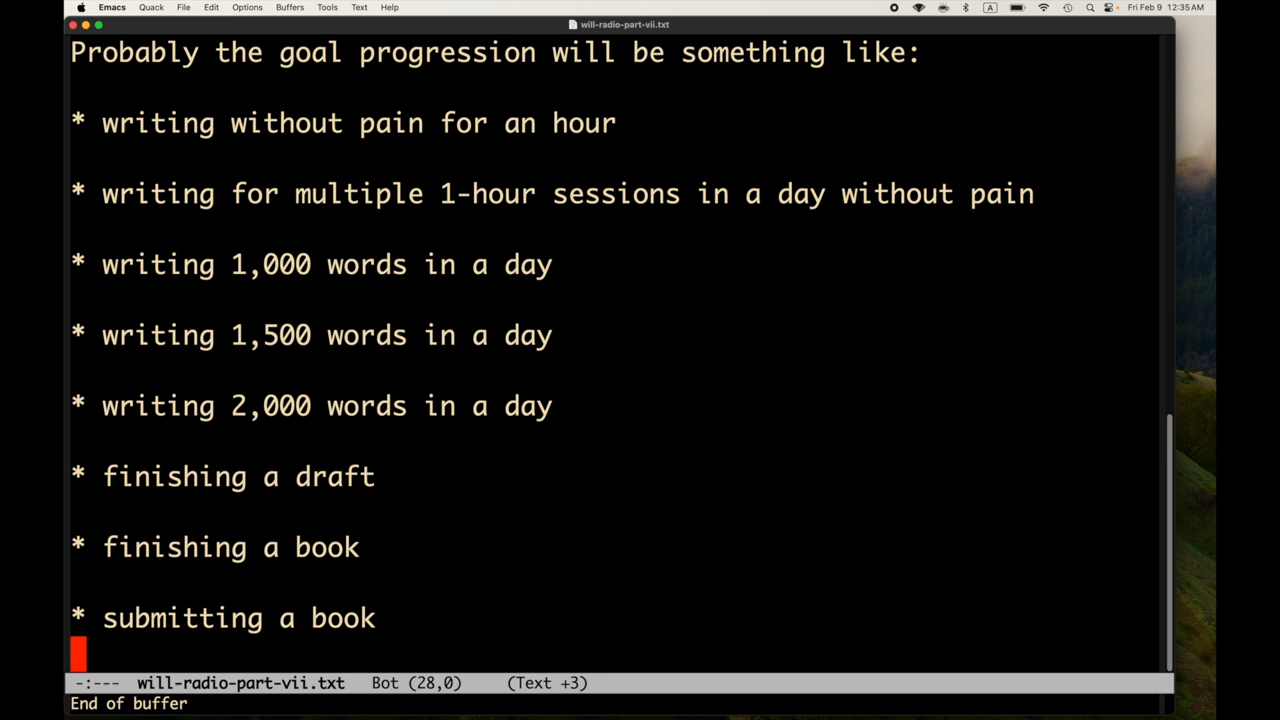 Emacs Quack File Edit Options Buffers Tools Text Help A Fri Feb 9 12:35 AM
will-radio-part-vii.txt
Probably the goal progression will be something like:
* writing without pain for an hour
* writing for multiple 1-hour sessions in a day without pain
* writing 1,000 words in a day
* writing 1,500 words in a day
* writing 2,000 words in a day
* finishing a draft
* finishing a book
* submitting a book
-:--- will-radio-part-vii.txt Bot (28,0) (Text +3)
End of buffer